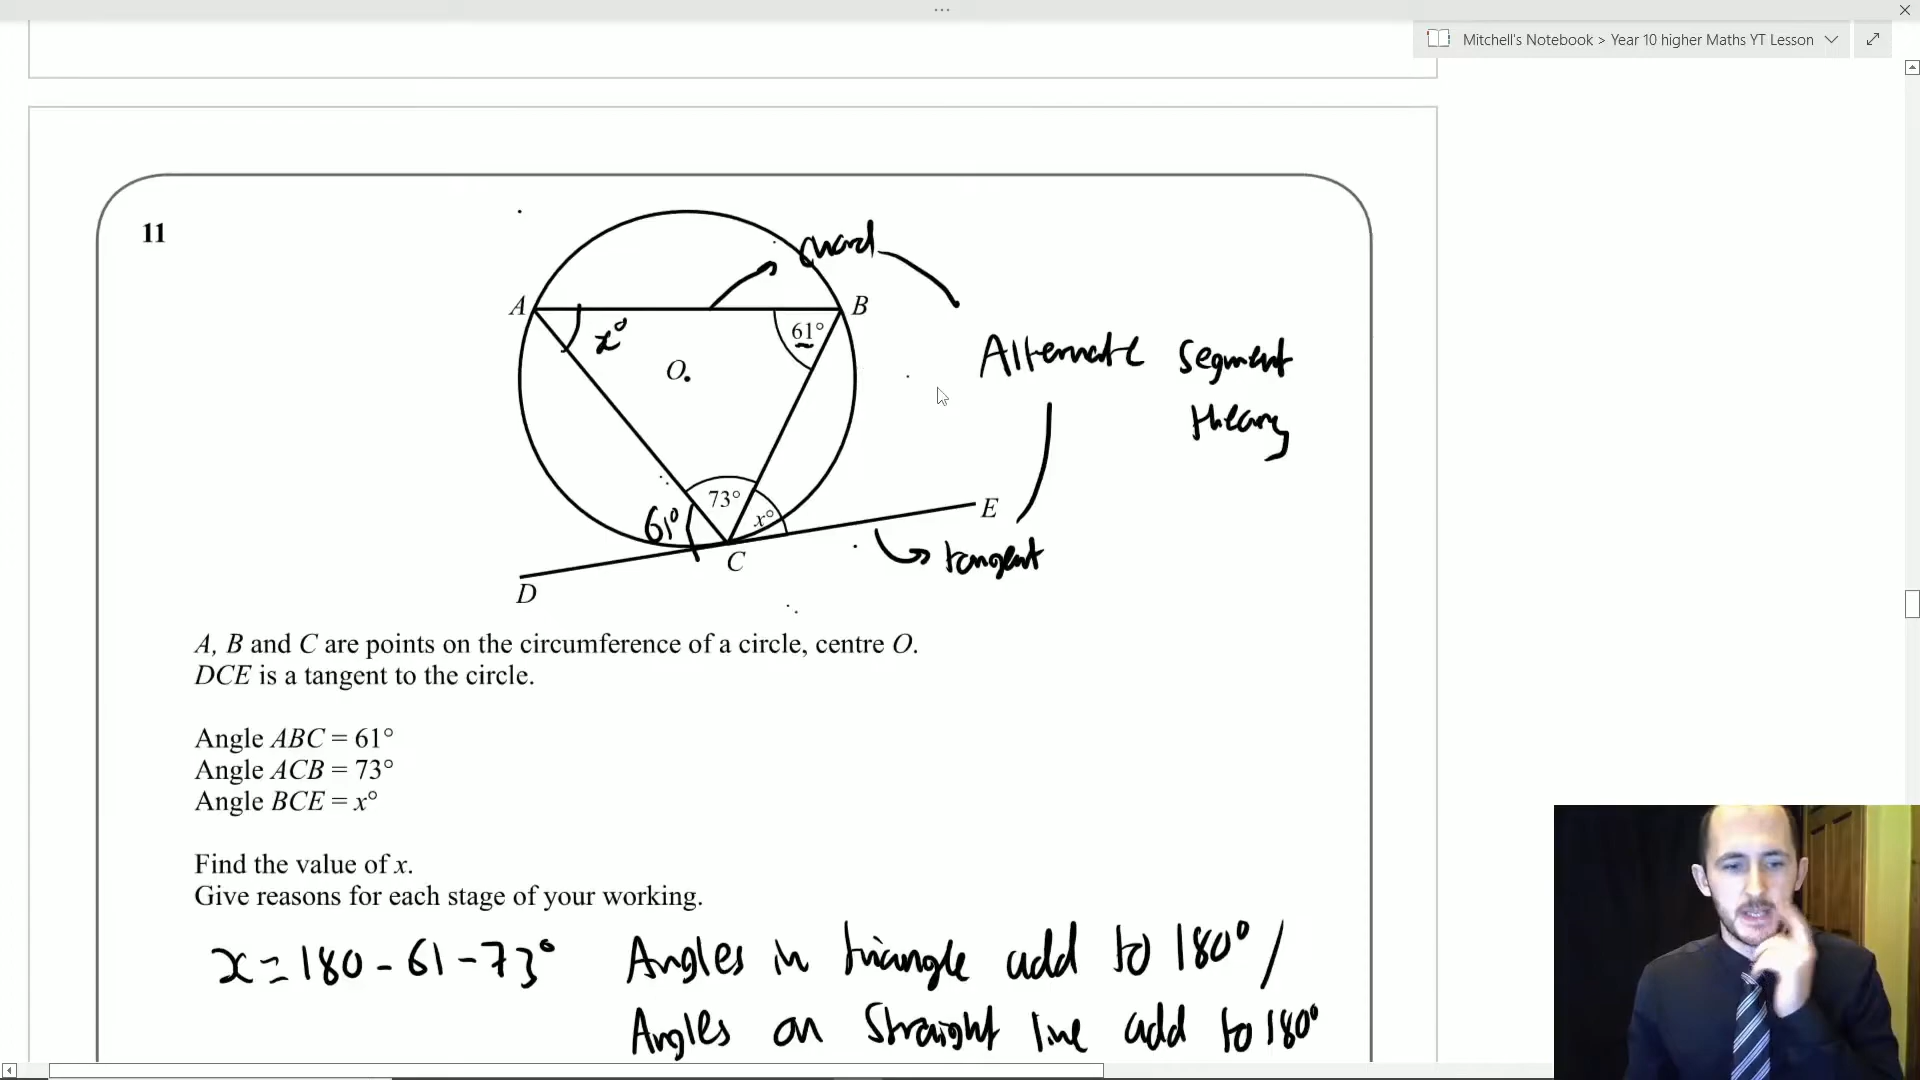 Mitchell's Notebook > Year 10 higher Maths YT Lesson
11
chord
A
B
x°
61°
O
Alternate Segment
theory
73°
x°
61°
E
C
tangent
D
A, B and C are points on the circumference of a circle, centre O.
DCE is a tangent to the circle.
Angle ABC = 61°
Angle ACB = 73°
Angle BCE = x°
Find the value of x.
Give reasons for each stage of your working.
x = 180 - 61 - 73° Angles in triangle add to 180° /
Angles on straight line add to 180°